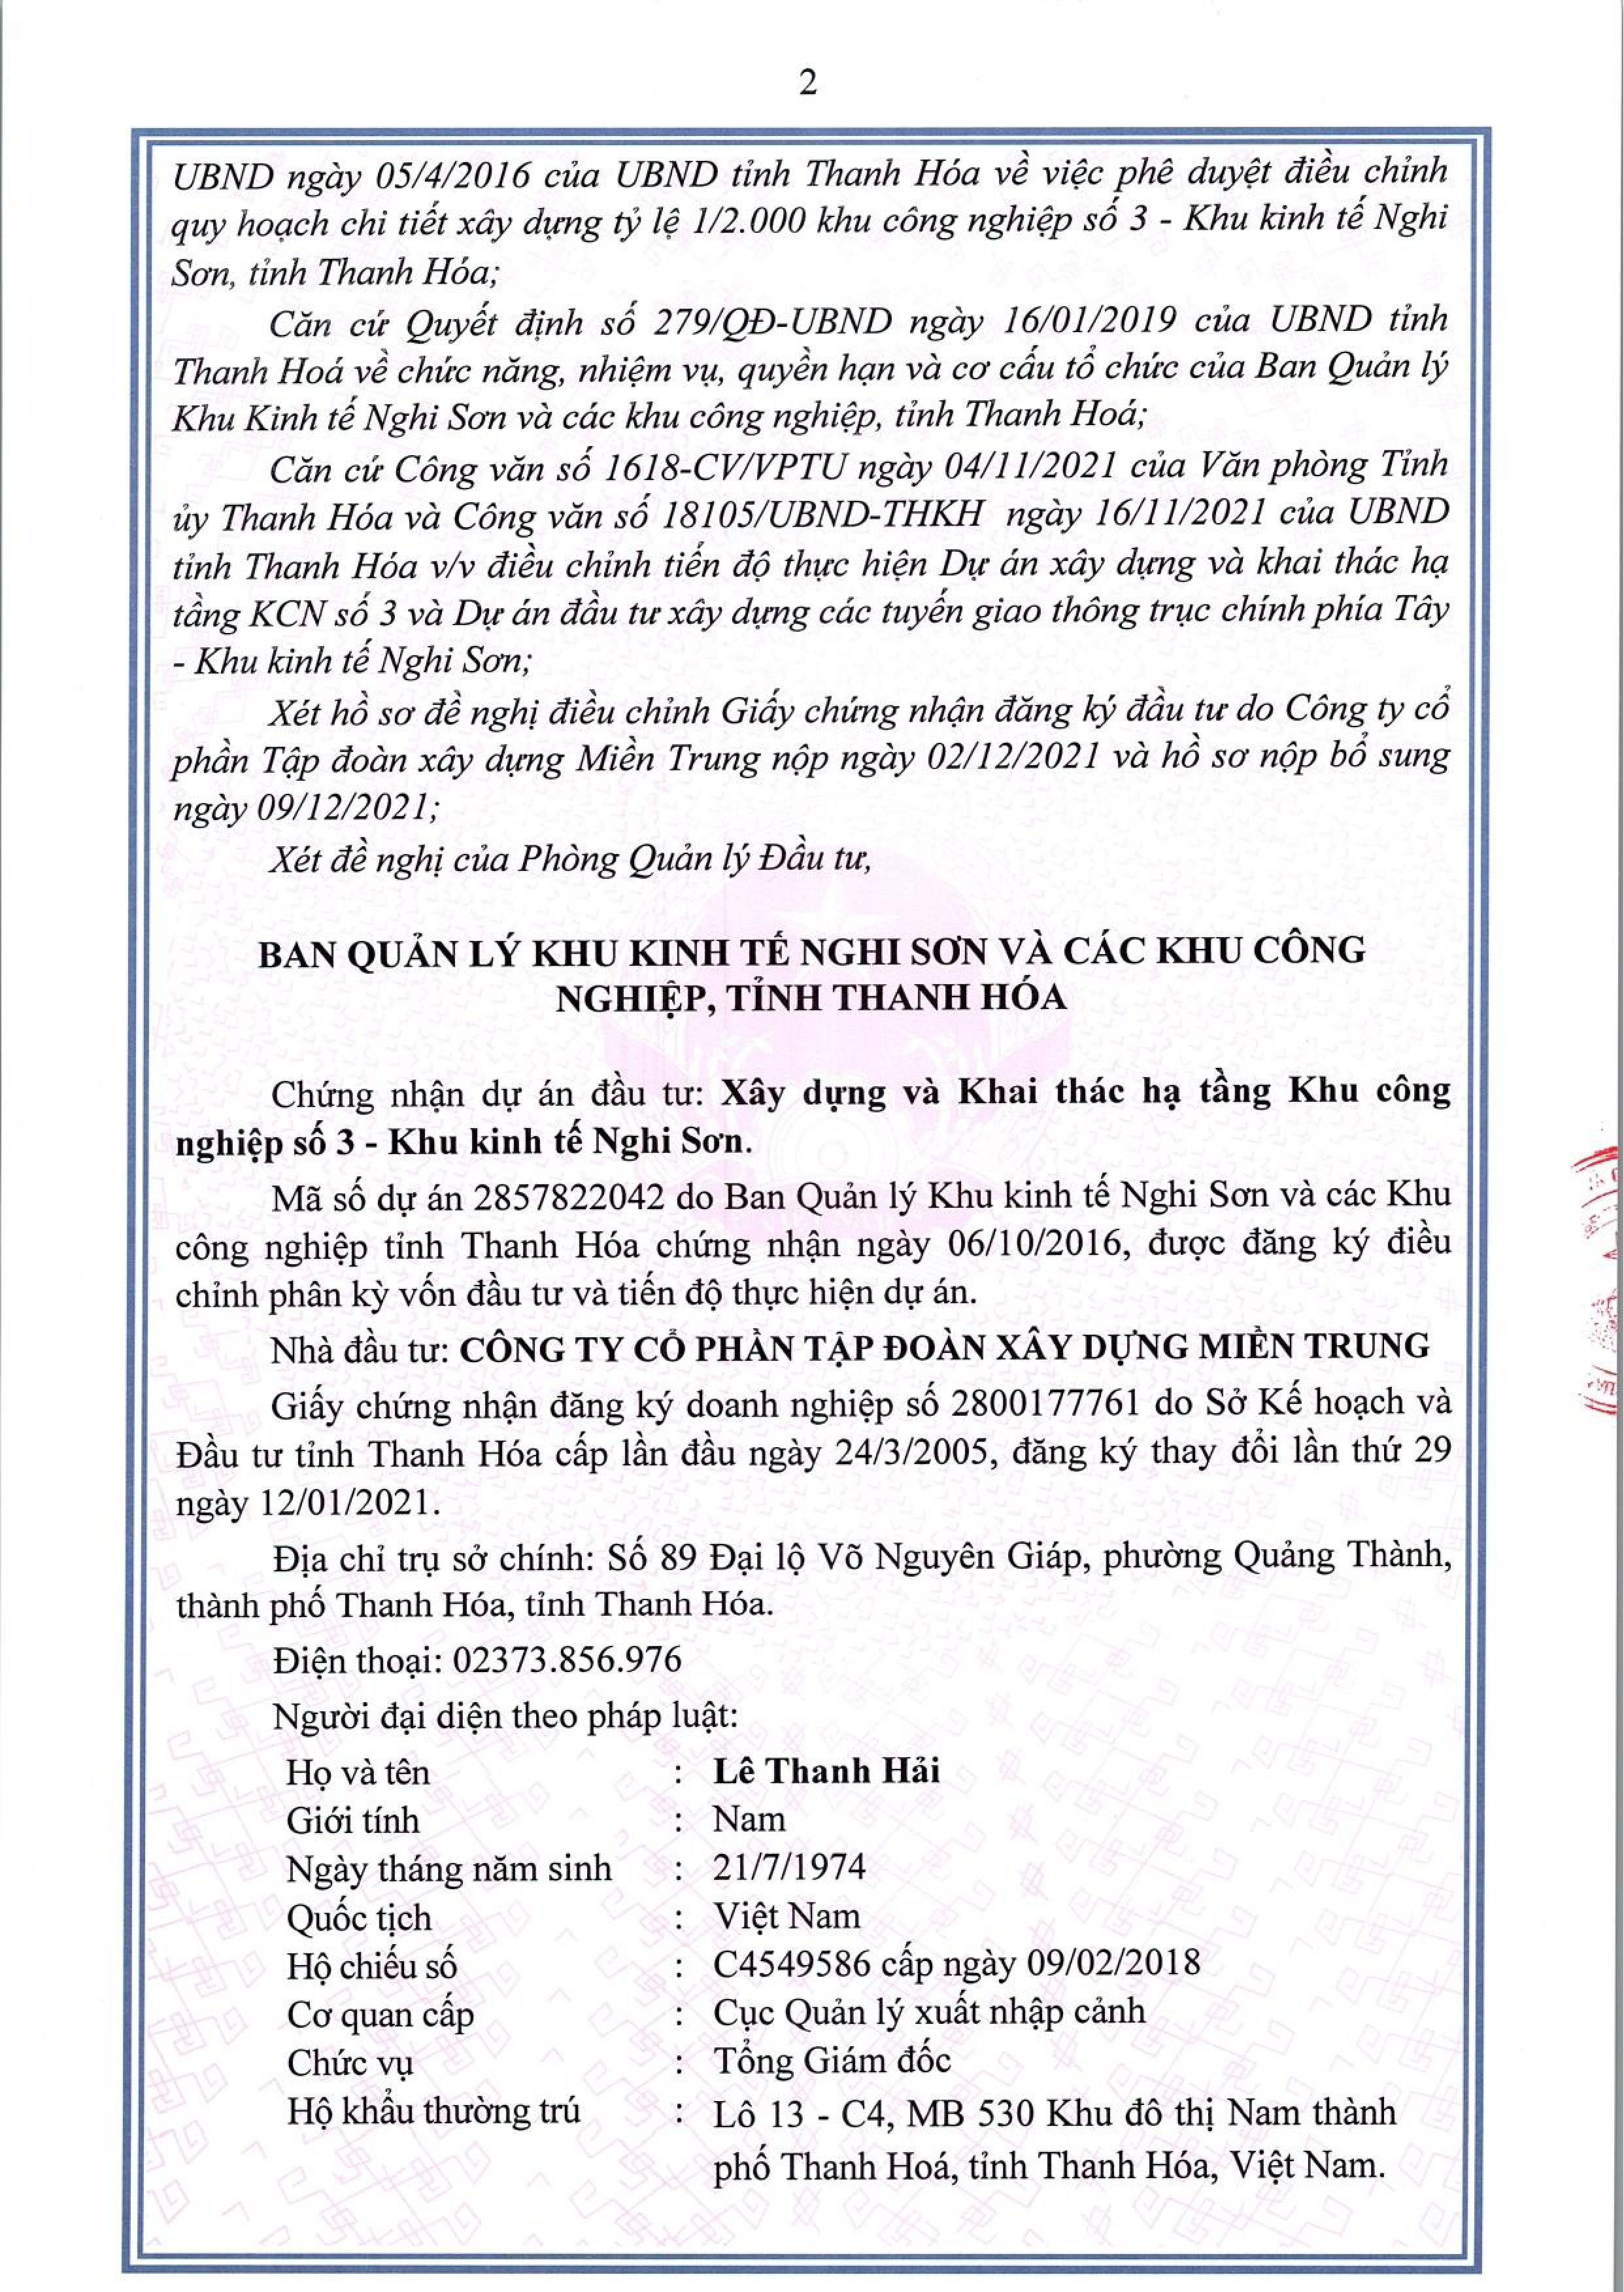 2
UBND ngày 05/4/2016 của UBND tỉnh Thanh Hóa về việc phê duyệt điều chỉnh
quy hoạch chi tiết xây dựng tỷ lệ 1/2.000 khu công nghiệp số 3 - Khu kinh tế Nghi
Sơn, tỉnh Thanh Hóa;
Căn cứ Quyết định số 279/QĐ-UBND ngày 16/01/2019 của UBND tỉnh
Thanh Hoá về chức năng, nhiệm vụ, quyền hạn và cơ cấu tổ chức của Ban Quản lý
Khu Kinh tế Nghi Sơn và các khu công nghiệp, tỉnh Thanh Hoá;
Căn cứ Công văn số 1618-CV/VPTU ngày 04/11/2021 của Văn phòng Tỉnh
ủy Thanh Hóa và Công văn số 18105/UBND-THKH ngày 16/11/2021 của UBND
tỉnh Thanh Hóa v/v điều chỉnh tiến độ thực hiện Dự án xây dựng và khai thác hạ
tầng KCN số 3 và Dự án đầu tư xây dựng các tuyến giao thông trục chính phía Tây
- Khu kinh tế Nghi Sơn;
Xét hồ sơ đề nghị điều chỉnh Giấy chứng nhận đăng ký đầu tư do Công ty cổ
phần Tập đoàn xây dựng Miền Trung nộp ngày 02/12/2021 và hồ sơ nộp bổ sung
ngày 09/12/2021;
Xét đề nghị của Phòng Quản lý Đầu tư,
BAN QUẢN LÝ KHU KINH TẾ NGHI SƠN VÀ CÁC KHU CÔNG
NGHIỆP, TỈNH THANH HÓA
Chứng nhận dự án đầu tư: Xây dựng và Khai thác hạ tầng Khu công
nghiệp số 3 - Khu kinh tế Nghi Sơn.
Mã số dự án 2857822042 do Ban Quản lý Khu kinh tế Nghi Sơn và các Khu
công nghiệp tỉnh Thanh Hóa chứng nhận ngày 06/10/2016, được đăng ký điều
chỉnh phân kỳ vốn đầu tư và tiến độ thực hiện dự án.
Nhà đầu tư: CÔNG TY CỔ PHẦN TẬP ĐOÀN XÂY DỰNG MIỀN TRUNG
Giấy chứng nhận đăng ký doanh nghiệp số 2800177761 do Sở Kế hoạch và
Đầu tư tỉnh Thanh Hóa cấp lần đầu ngày 24/3/2005, đăng ký thay đổi lần thứ 29
ngày 12/01/2021.
Địa chỉ trụ sở chính: Số 89 Đại lộ Võ Nguyên Giáp, phường Quảng Thành,
thành phố Thanh Hóa, tỉnh Thanh Hóa.
Điện thoại: 02373.856.976
Người đại diện theo pháp luật:
Họ và tên : Lê Thanh Hải
Giới tính : Nam
Ngày tháng năm sinh : 21/7/1974
Quốc tịch : Việt Nam
Hộ chiếu số : C4549586 cấp ngày 09/02/2018
Cơ quan cấp : Cục Quản lý xuất nhập cảnh
Chức vụ : Tổng Giám đốc
Hộ khẩu thường trú : Lô 13 - C4, MB 530 Khu đô thị Nam thành
phố Thanh Hoá, tỉnh Thanh Hóa, Việt Nam.